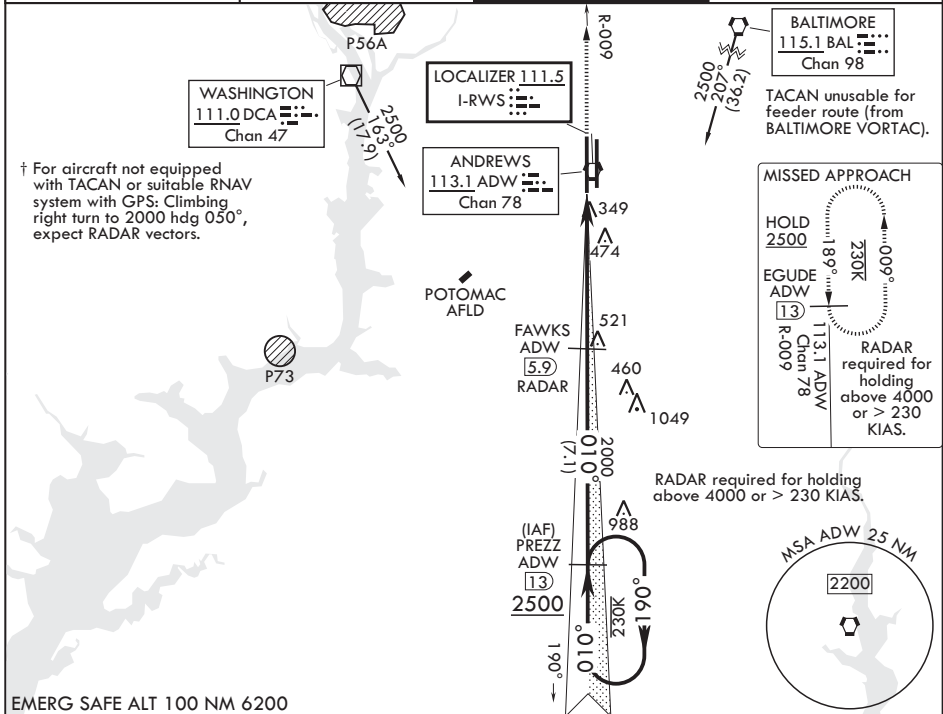 P56A
WASHINGTON
111.0 DCA
Chan 47
2500
163°
(17.9)
† For aircraft not equipped
with TACAN or suitable RNAV
system with GPS: Climbing
right turn to 2000 hdg 050°,
expect RADAR vectors.
LOCALIZER 111.5
I-RWS
R-009
ANDREWS
113.1 ADW
Chan 78
BALTIMORE
115.1 BAL
Chan 98
2500
207°
(36.2)
TACAN unusable for
feeder route (from
BALTIMORE VORTAC).
MISSED APPROACH
HOLD
2500
189°
230K
009°
EGUDE
ADW
13
113.1 ADW
Chan 78
R-009
RADAR
required for
holding
above 4000
or > 230
KIAS.
349
474
POTOMAC
AFLD
P73
FAWKS
ADW
5.9
RADAR
521
460
1049
2000
010°
(7.1)
RADAR required for holding
above 4000 or > 230 KIAS.
988
(IAF)
PREZZ
ADW
13
2500
230K
190°
010°
190°
MSA ADW 25 NM
2200
EMERG SAFE ALT 100 NM 6200